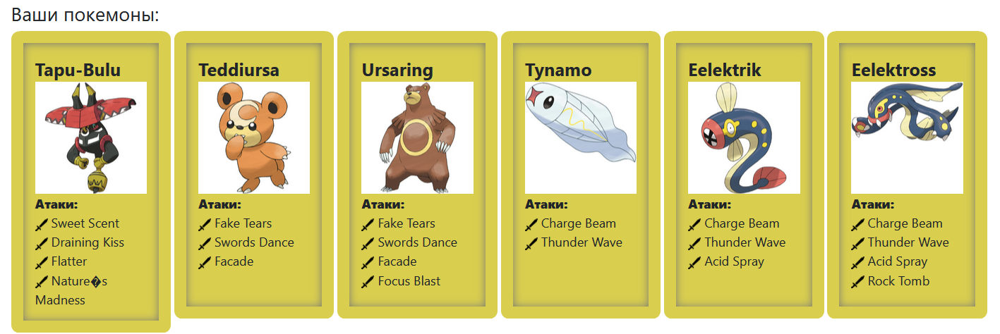 Ваши покемоны:
Tapu-Bulu
Атаки:
Sweet Scent
Draining Kiss
Flatter
Nature�s
Madness
Teddiursa
Атаки:
Fake Tears
Swords Dance
Facade
Ursaring
Атаки:
Fake Tears
Swords Dance
Facade
Focus Blast
Tynamo
Атаки:
Charge Beam
Thunder Wave
Eelektrik
Атаки:
Charge Beam
Thunder Wave
Acid Spray
Eelektross
Атаки:
Charge Beam
Thunder Wave
Acid Spray
Rock Tomb